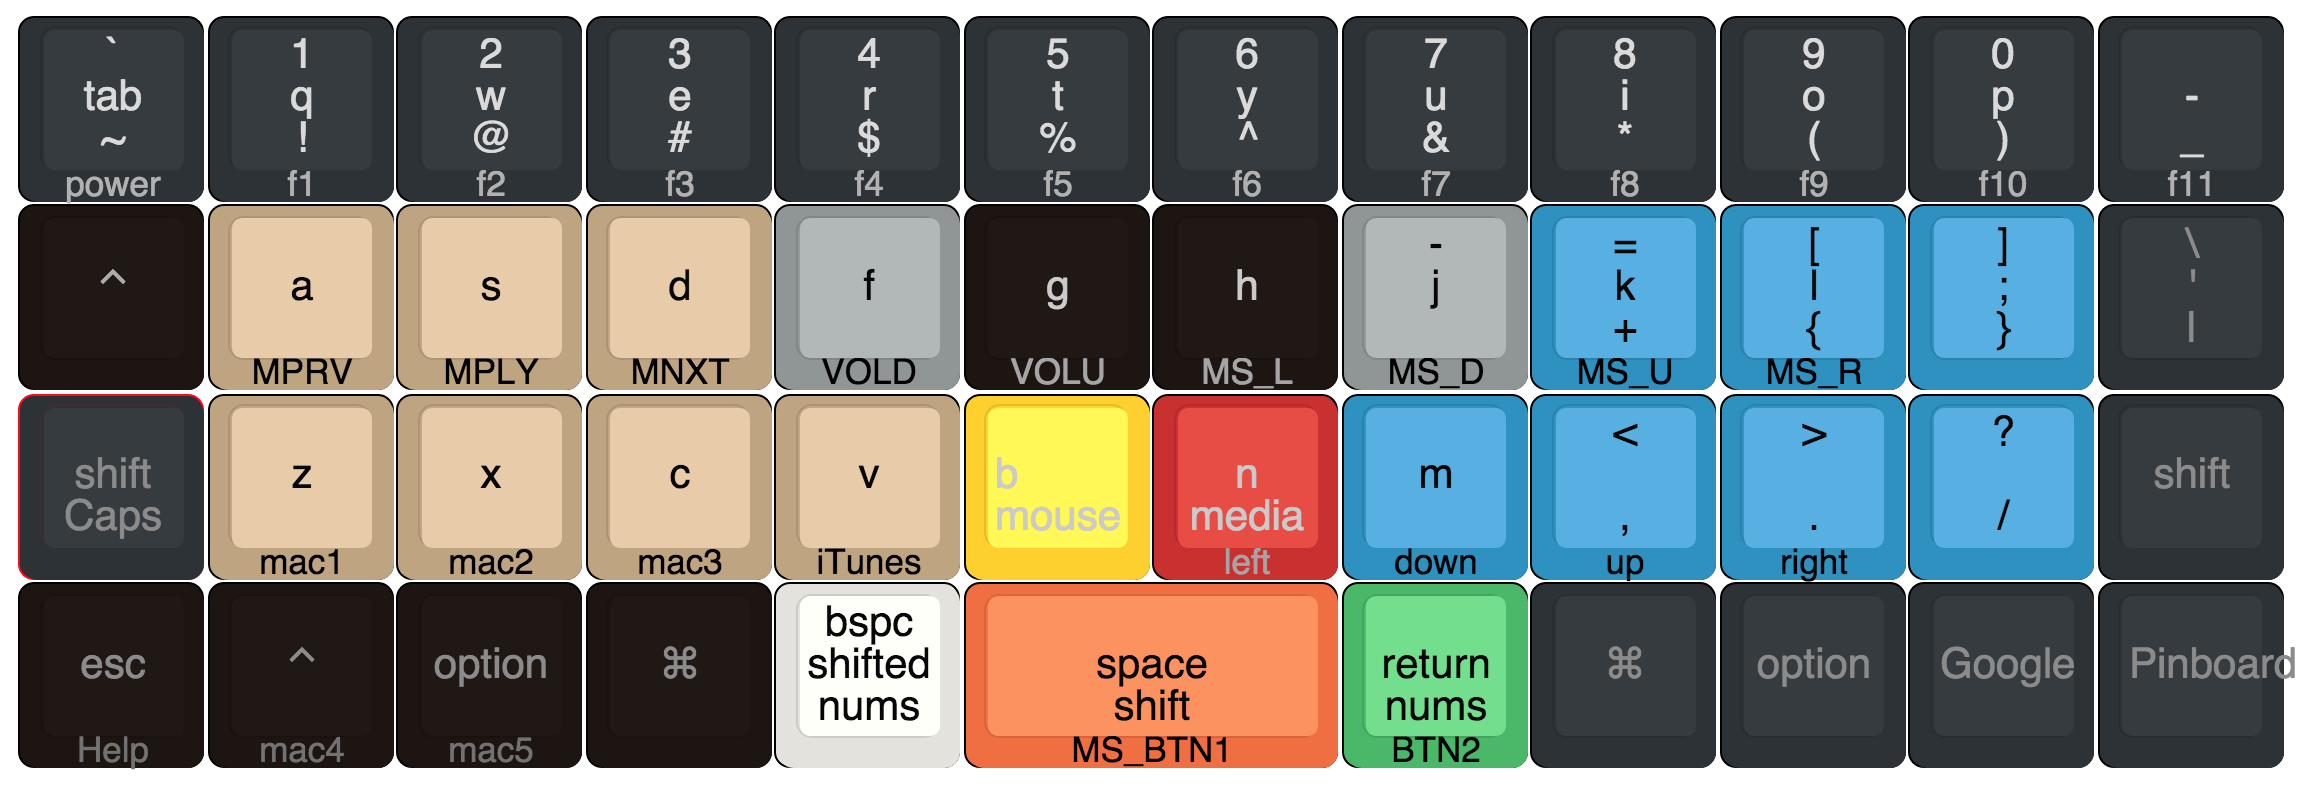 ` 1 2 3 4 5 6 7 8 9 0
tab q w e r t y u i o p -
~ ! @ # $ % ^ & * ( ) _
power f1 f2 f3 f4 f5 f6 f7 f8 f9 f10 f11
- = [ ] \
^ a s d f g h j k l ; '
+ { } |
MPRV MPLY MNXT VOLD VOLU MS_L MS_D MS_U MS_R
< > ?
shift z x c v b n m shift
Caps mouse media , . /
mac1 mac2 mac3 iTunes left down up right
bspc
esc ^ option ⌘ shifted space return ⌘ option Google Pinboard
nums shift nums
Help mac4 mac5 MS_BTN1 BTN2